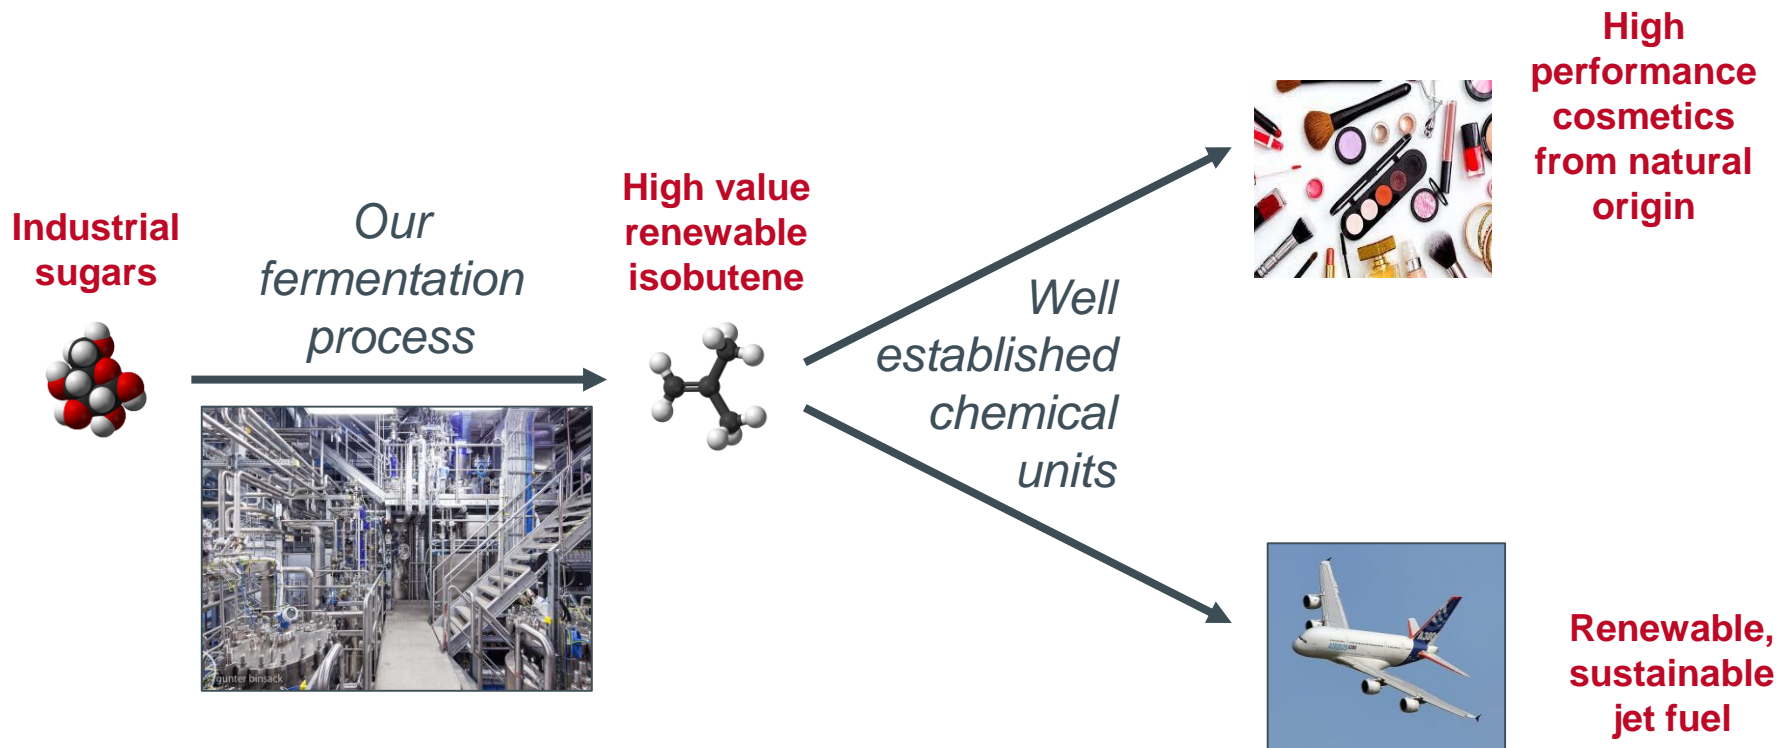 Industrial
sugars
Our
fermentation
process
gunter binsack
High value
renewable
isobutene
Well
established
chemical
units
High
performance
cosmetics
from natural
origin
A380
Renewable,
sustainable
jet fuel